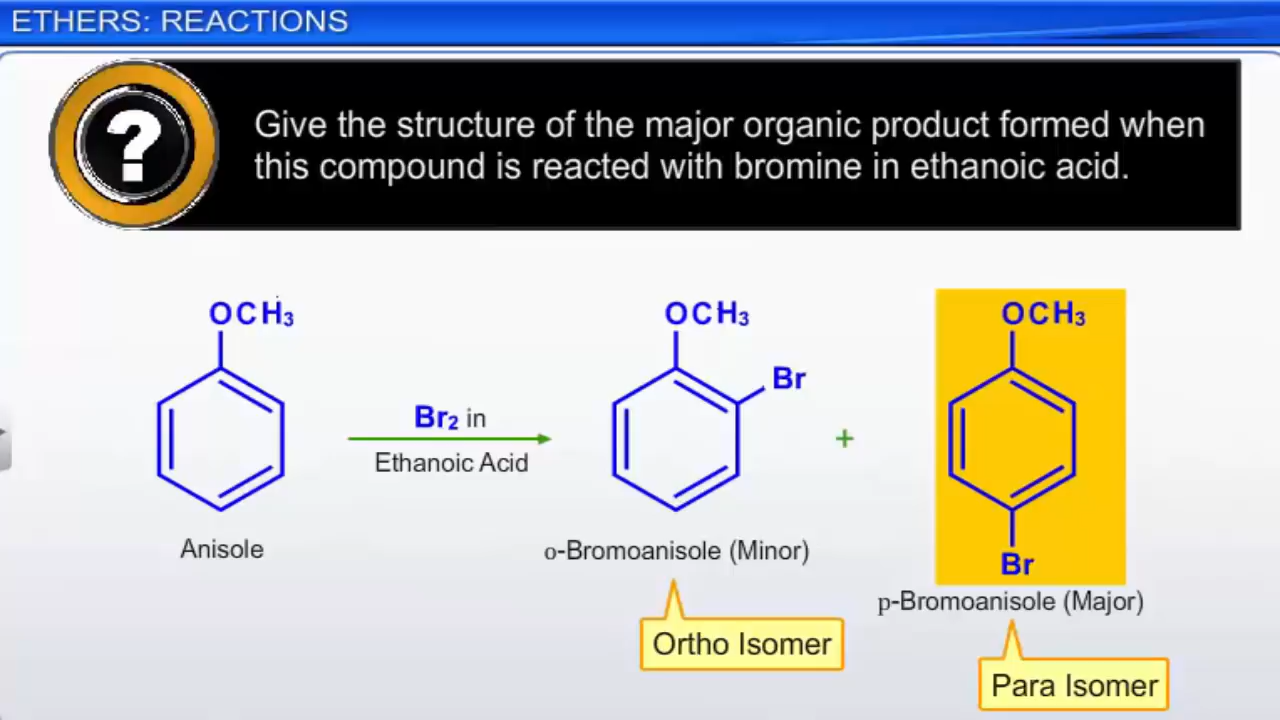 ETHERS: REACTIONS
?
Give the structure of the major organic product formed when
this compound is reacted with bromine in ethanoic acid.
OCH₃
Br₂ in
Ethanoic Acid
Anisole
OCH₃
Br
o-Bromoanisole (Minor)
Ortho Isomer
+
OCH₃
Br
p-Bromoanisole (Major)
Para Isomer